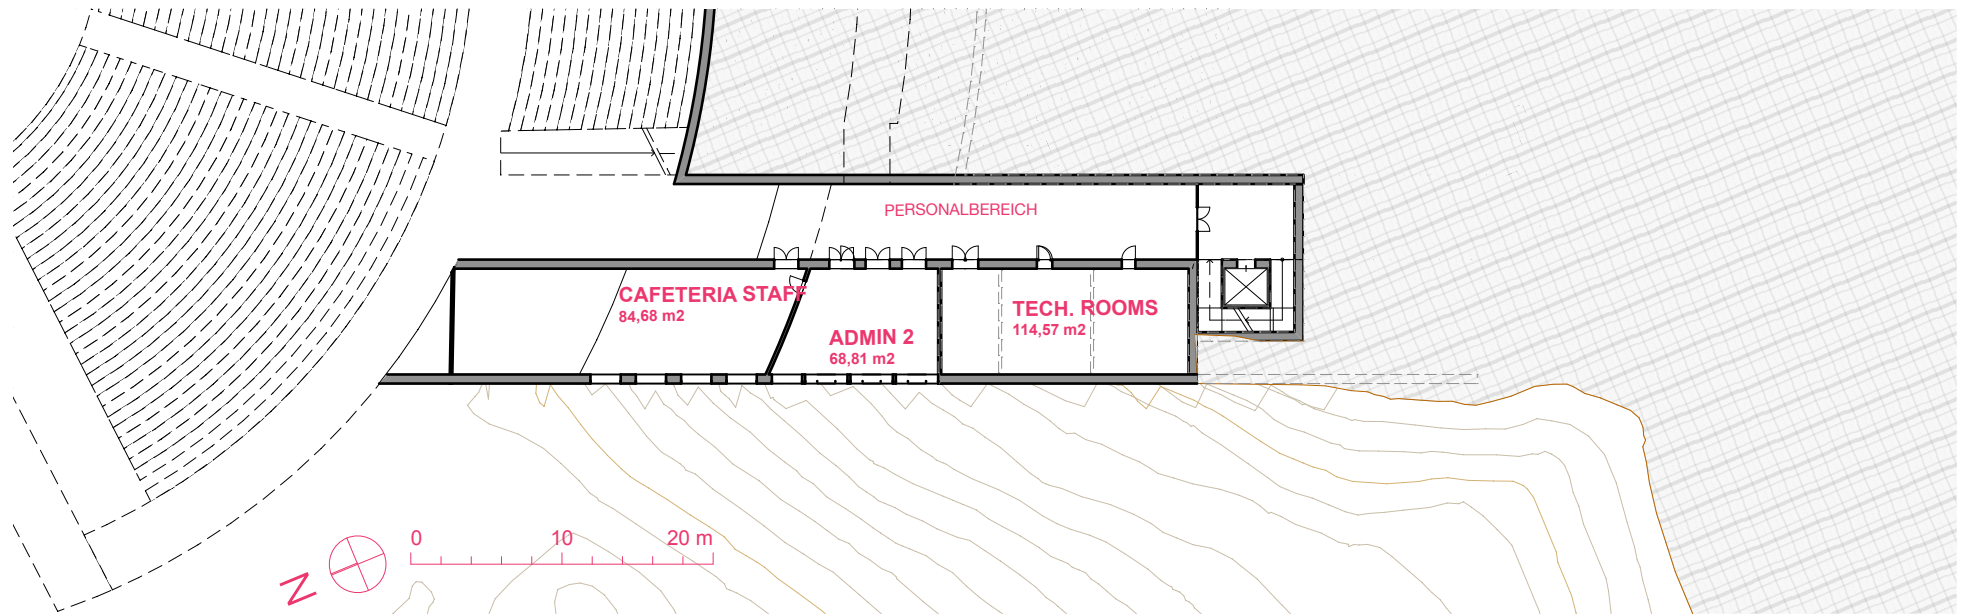 PERSONALBEREICH
CAFETERIA STAFF
84,68 m2
TECH. ROOMS
114,57 m2
ADMIN 2
68,81 m2
0 10 20 m
N